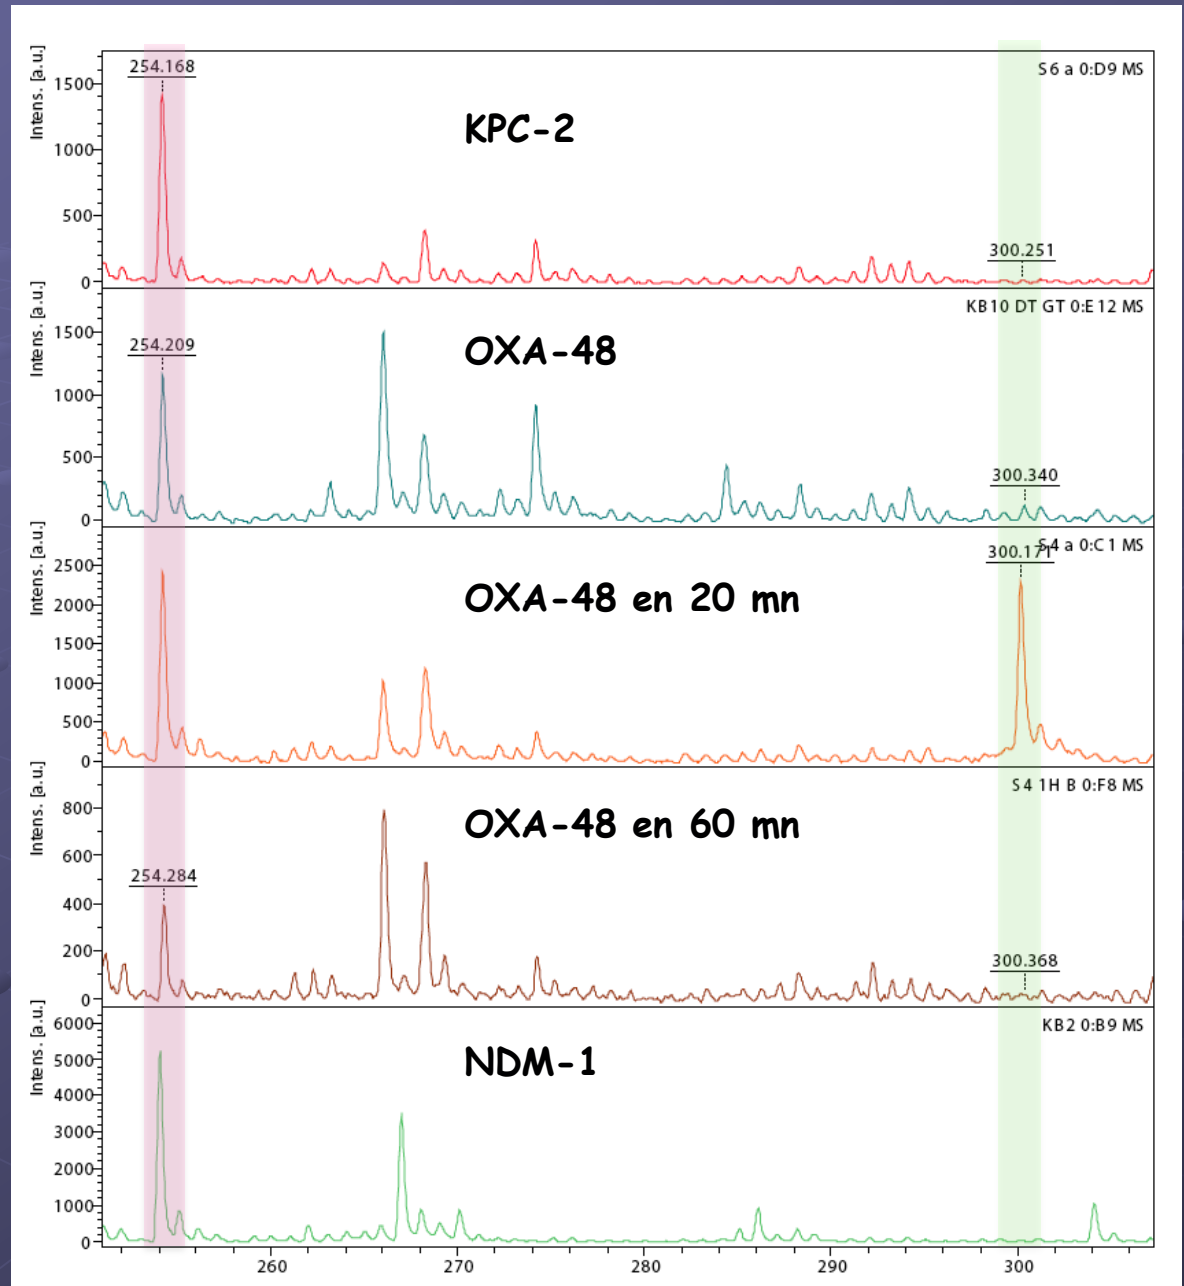 Intens. [a.u.]
254.168
S6 a 0:D9 MS
1500
KPC-2
1000
500
300.251
0
Intens. [a.u.]
KB10 DT GT 0:E12 MS
1500
254.209
OXA-48
1000
500
300.340
0
Intens. [a.u.]
S4 a 0:C1 MS
300.171
2500
OXA-48 en 20 mn
2000
1500
1000
500
0
Intens. [a.u.]
S4 1H B 0:F8 MS
800
OXA-48 en 60 mn
600
254.284
400
200
300.368
0
Intens. [a.u.]
KB2 0:B9 MS
6000
5000
NDM-1
4000
3000
2000
1000
0
260 270 280 290 300